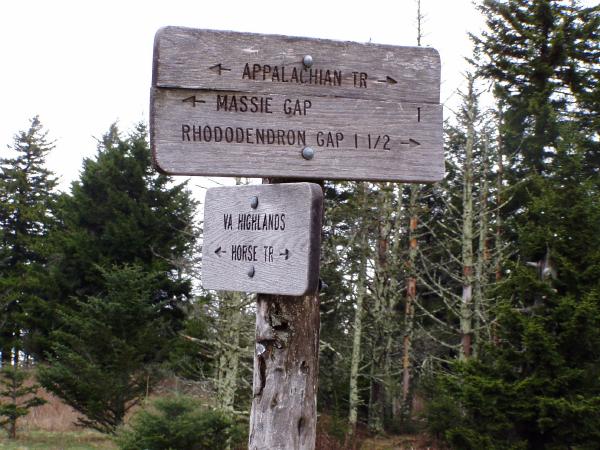 ← APPALACHIAN TR →
← MASSIE GAP 1
RHODODENDRON GAP 1 1/2 →
VA HIGHLANDS
← HORSE TR →